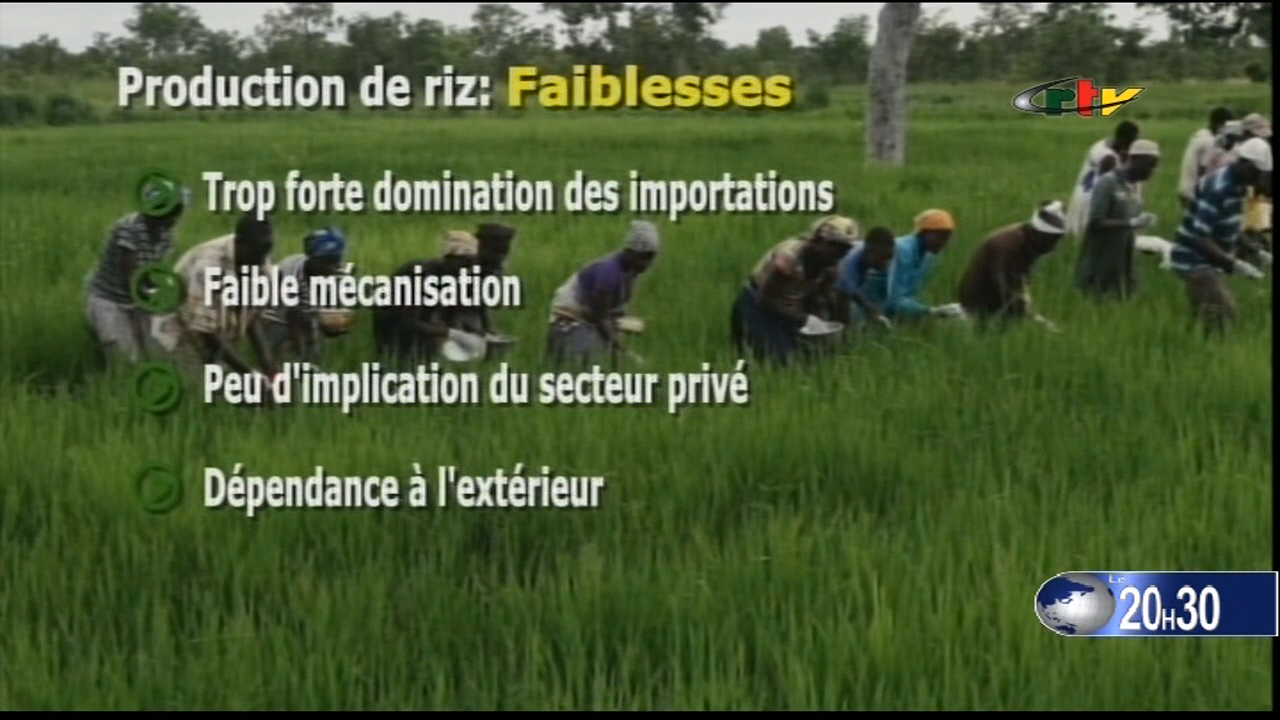 Production de riz: Faiblesses
crtv
Trop forte domination des importations
Faible mécanisation
Peu d'implication du secteur privé
Dépendance à l'extérieur
Le
20H30